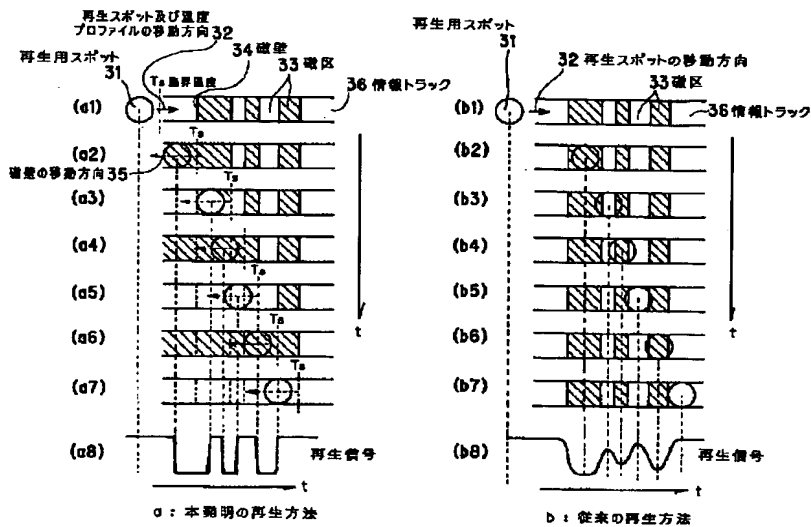 再生スポット及び温度
プロファイルの移動方向 32
再生用スポット
31
34 磁壁
33 磁区
Ts 臨界温度
36 情報トラック
(a1)
(a2)
Ts
磁壁の移動方向 35
(a3)
Ts
(a4)
Ts
(a5)
Ts
(a6)
Ts
(a7)
Ts
(a8)
再生信号
t
t
a : 本発明の再生方法
再生用スポット
31
32 再生スポットの移動方向
33 磁区
36 情報トラック
(b1)
(b2)
(b3)
(b4)
(b5)
(b6)
(b7)
(b8)
再生信号
t
t
b : 従来の再生方法